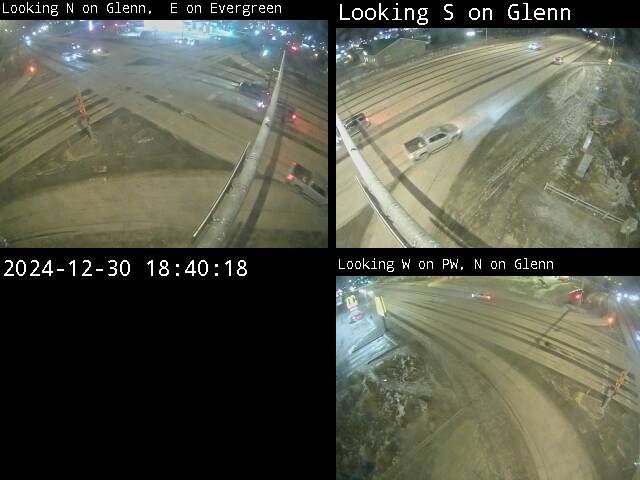 Looking N on Glenn,  E on Evergreen
Looking S on Glenn
2024-12-30 18:40:18
Looking W on PW, N on Glenn